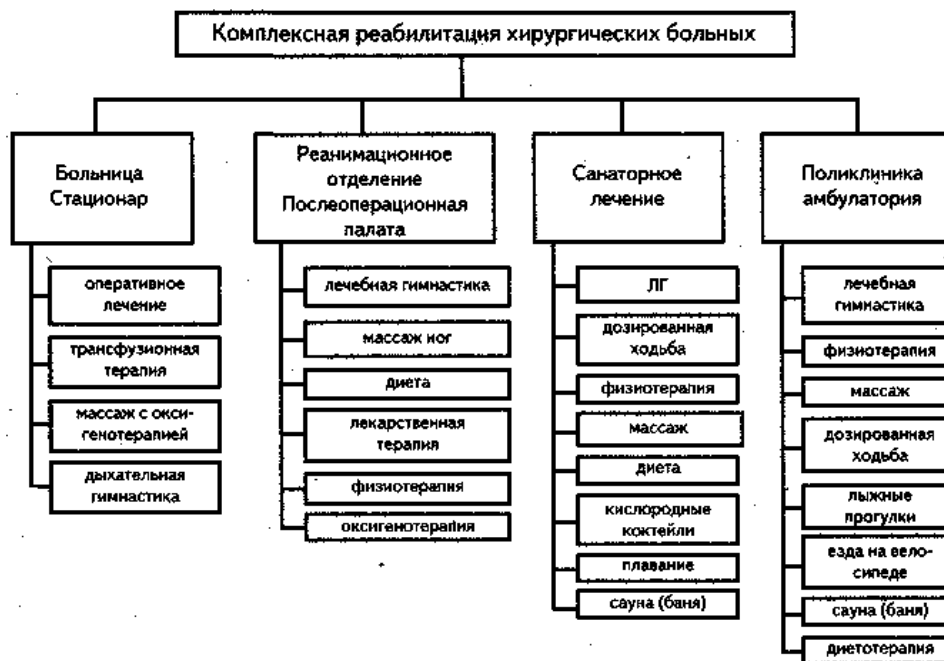 Комплексная реабилитация хирургических больных
Больница
Стационар
оперативное
лечение
трансфузионная
терапия
массаж с окси-
генотерапией
дыхательная
гимнастика
Реанимационное
отделение
Послеоперационная
палата
лечебная гимнастика
массаж ног
диета
лекарственная
терапия
физиотерапия
оксигенотерапия
Санаторное
лечение
ЛГ
дозированная
ходьба
физиотерапия
массаж
диета
кислородные
коктейли
плавание
сауна (баня)
Поликлиника
амбулатория
лечебная
гимнастика
физиотерапия
массаж
дозированная
ходьба
лыжные
прогулки
езда на вело-
сипеде
сауна (баня)
диетотерапия